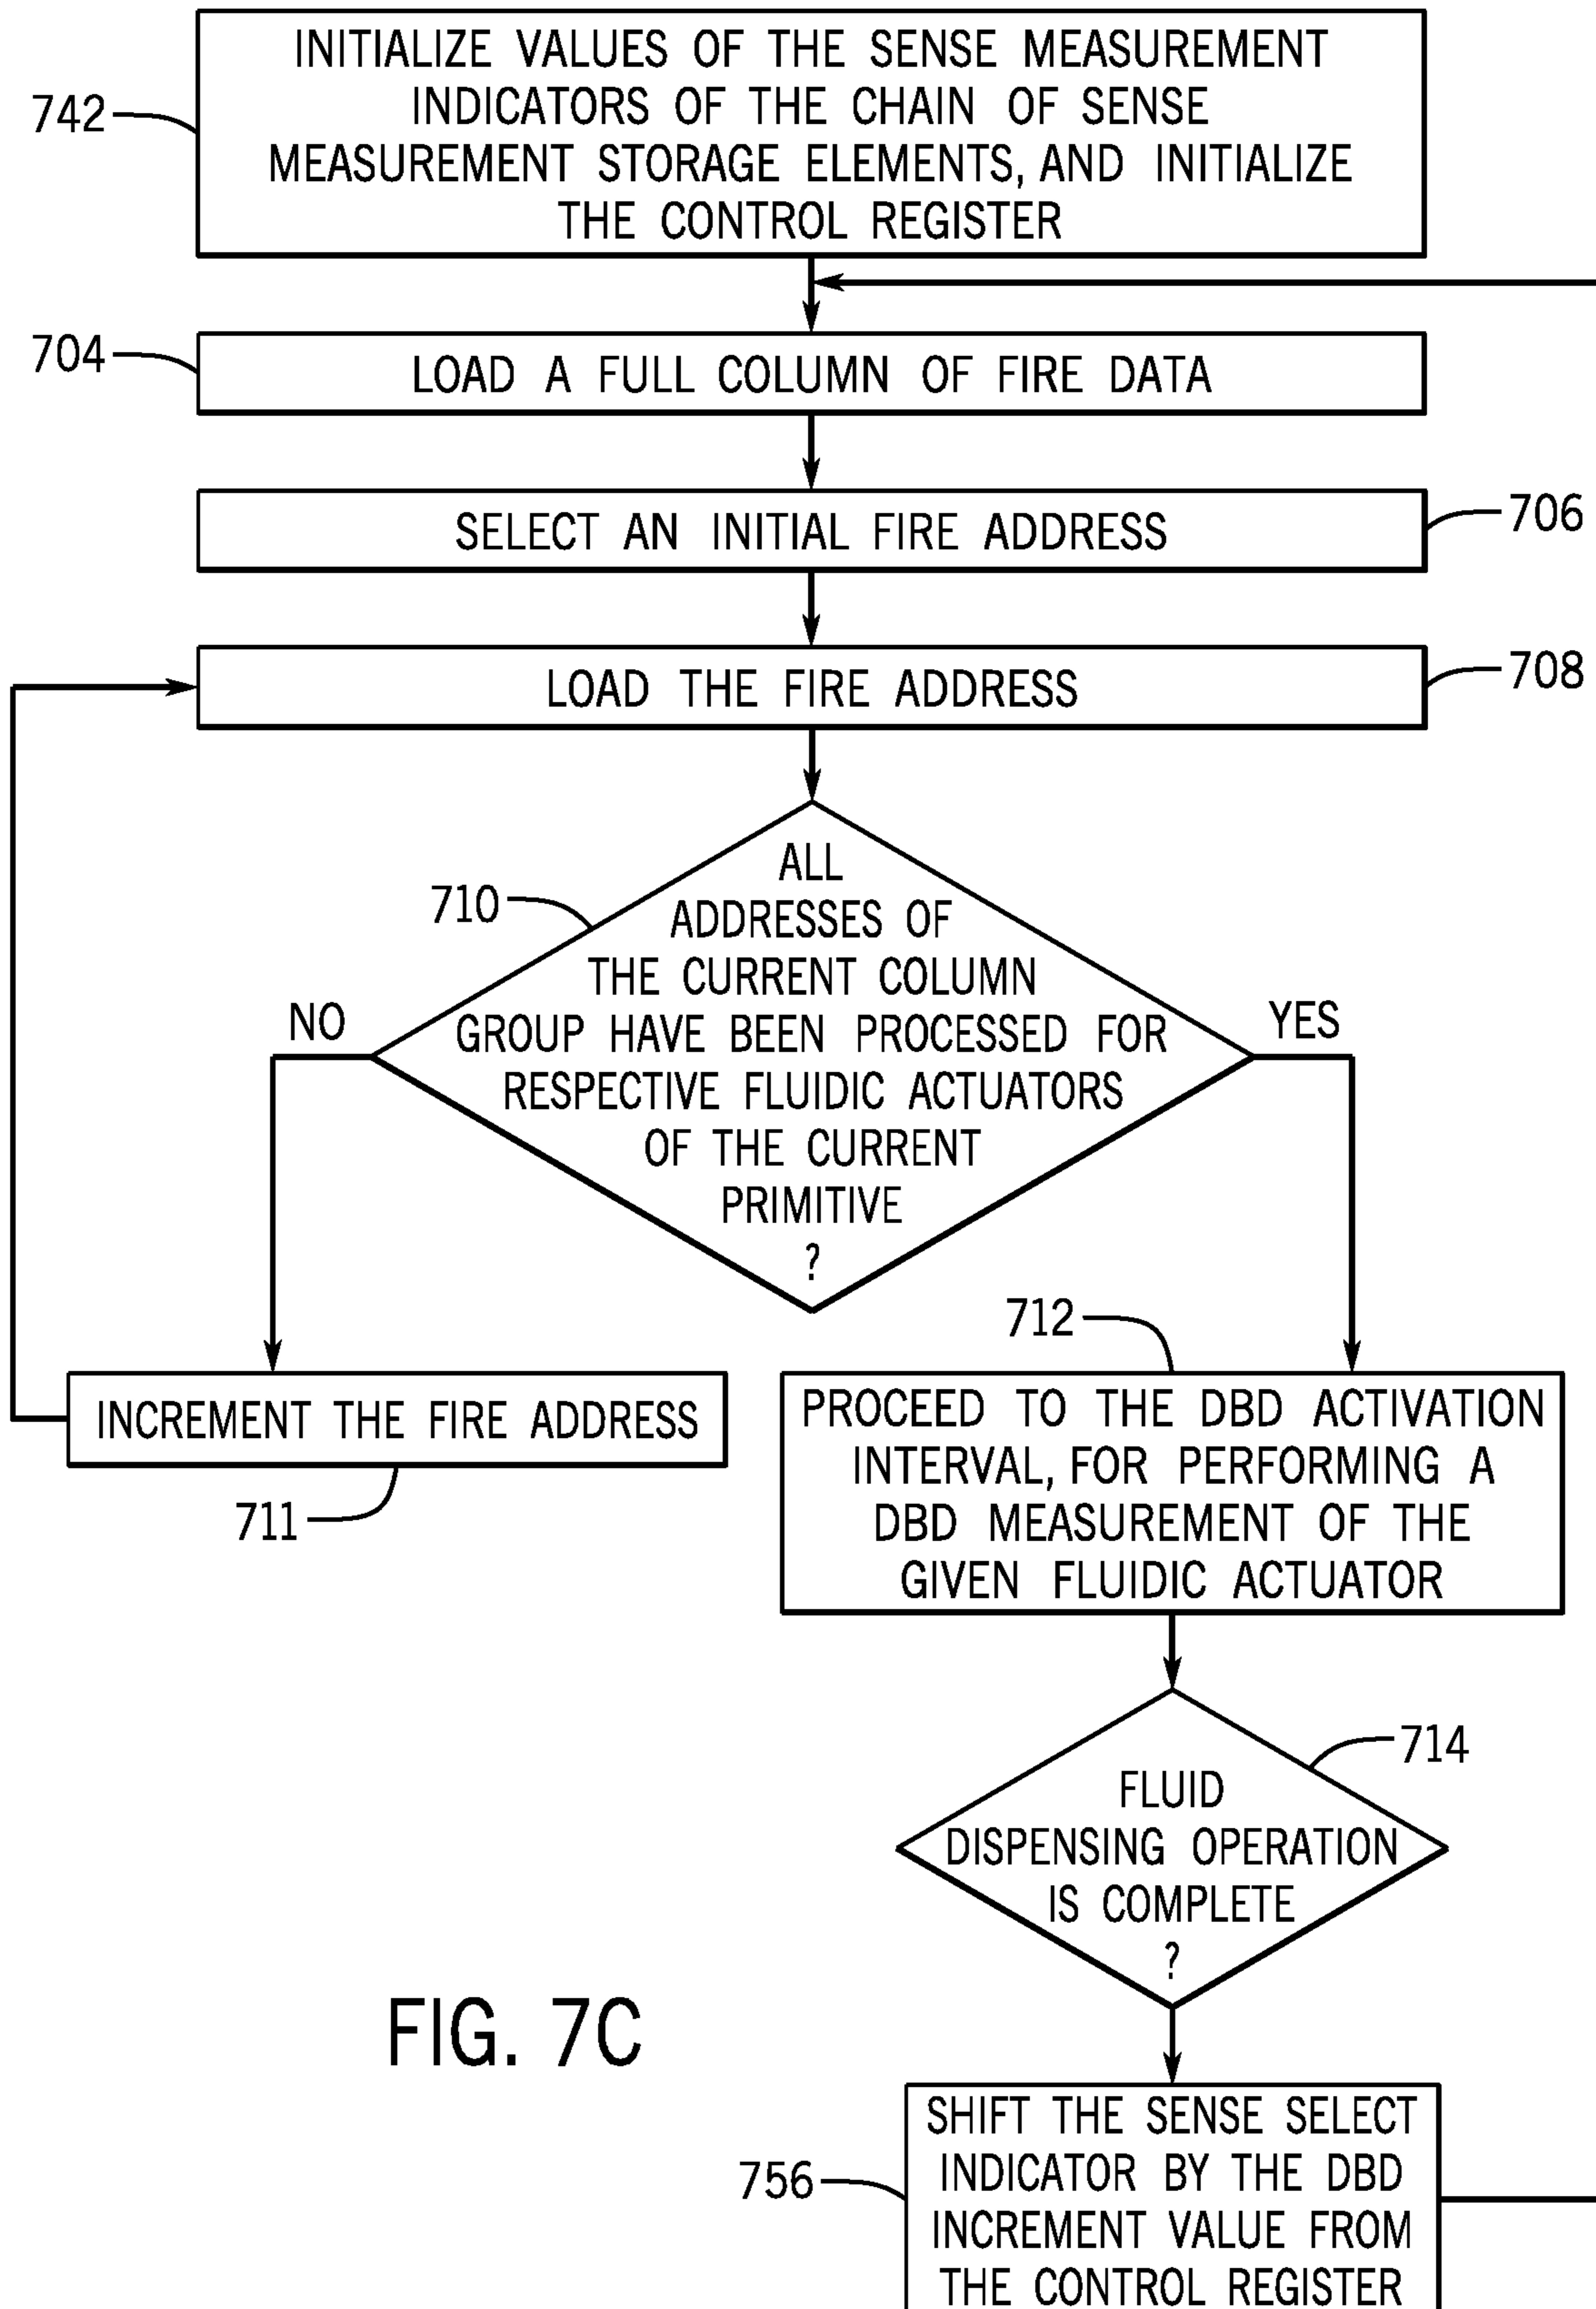 INITIALIZE VALUES OF THE SENSE MEASUREMENT
INDICATORS OF THE CHAIN OF SENSE
MEASUREMENT STORAGE ELEMENTS, AND INITIALIZE
THE CONTROL REGISTER
742
704
LOAD A FULL COLUMN OF FIRE DATA
SELECT AN INITIAL FIRE ADDRESS
706
LOAD THE FIRE ADDRESS
708
710
ALL
ADDRESSES OF
THE CURRENT COLUMN
GROUP HAVE BEEN PROCESSED FOR
RESPECTIVE FLUIDIC ACTUATORS
OF THE CURRENT
PRIMITIVE
?
NO
YES
INCREMENT THE FIRE ADDRESS
711
712
PROCEED TO THE DBD ACTIVATION
INTERVAL, FOR PERFORMING A
DBD MEASUREMENT OF THE
GIVEN FLUIDIC ACTUATOR
714
FLUID
DISPENSING OPERATION
IS COMPLETE
?
FIG. 7C
756
SHIFT THE SENSE SELECT
INDICATOR BY THE DBD
INCREMENT VALUE FROM
THE CONTROL REGISTER